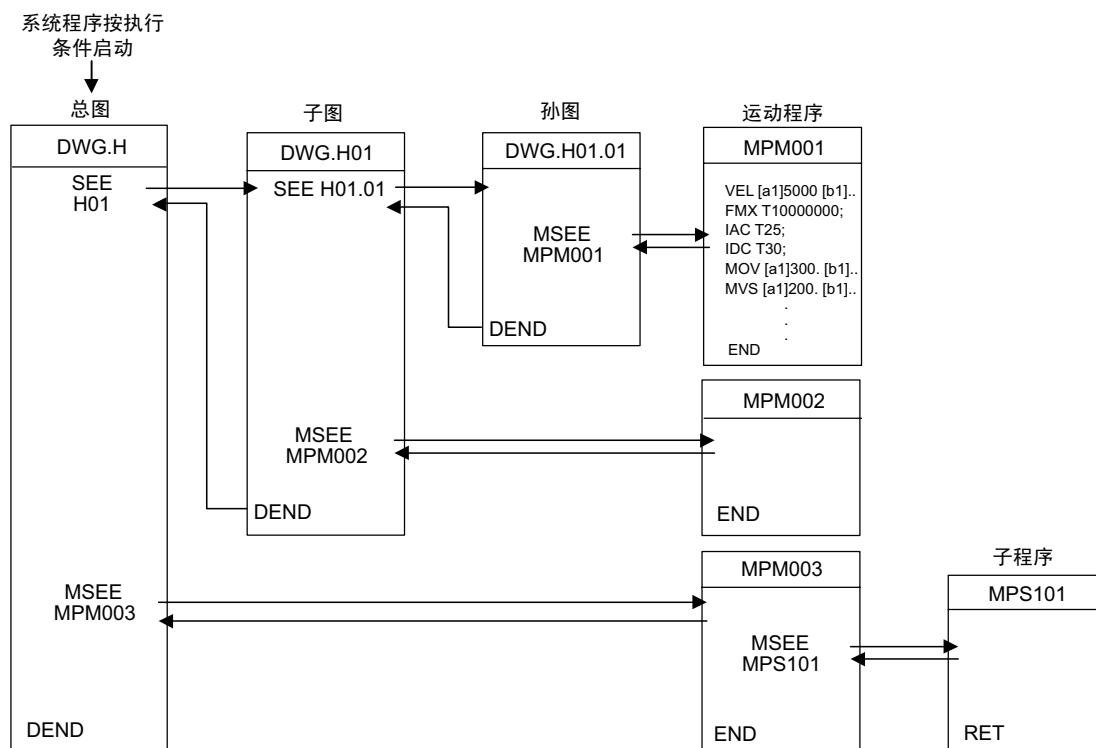 系统程序按执行
条件启动
总图
DWG.H
SEE
H01
MSEE
MPM003
DEND
子图
DWG.H01
SEE H01.01
MSEE
MPM002
DEND
孙图
DWG.H01.01
MSEE
MPM001
DEND
运动程序
MPM001
VEL [a1]5000 [b1]..
FMX T10000000;
IAC T25;
IDC T30;
MOV [a1]300. [b1]..
MVS [a1]200. [b1]..
.
.
.
END
MPM002
END
MPM003
MSEE
MPS101
END
子程序
MPS101
RET